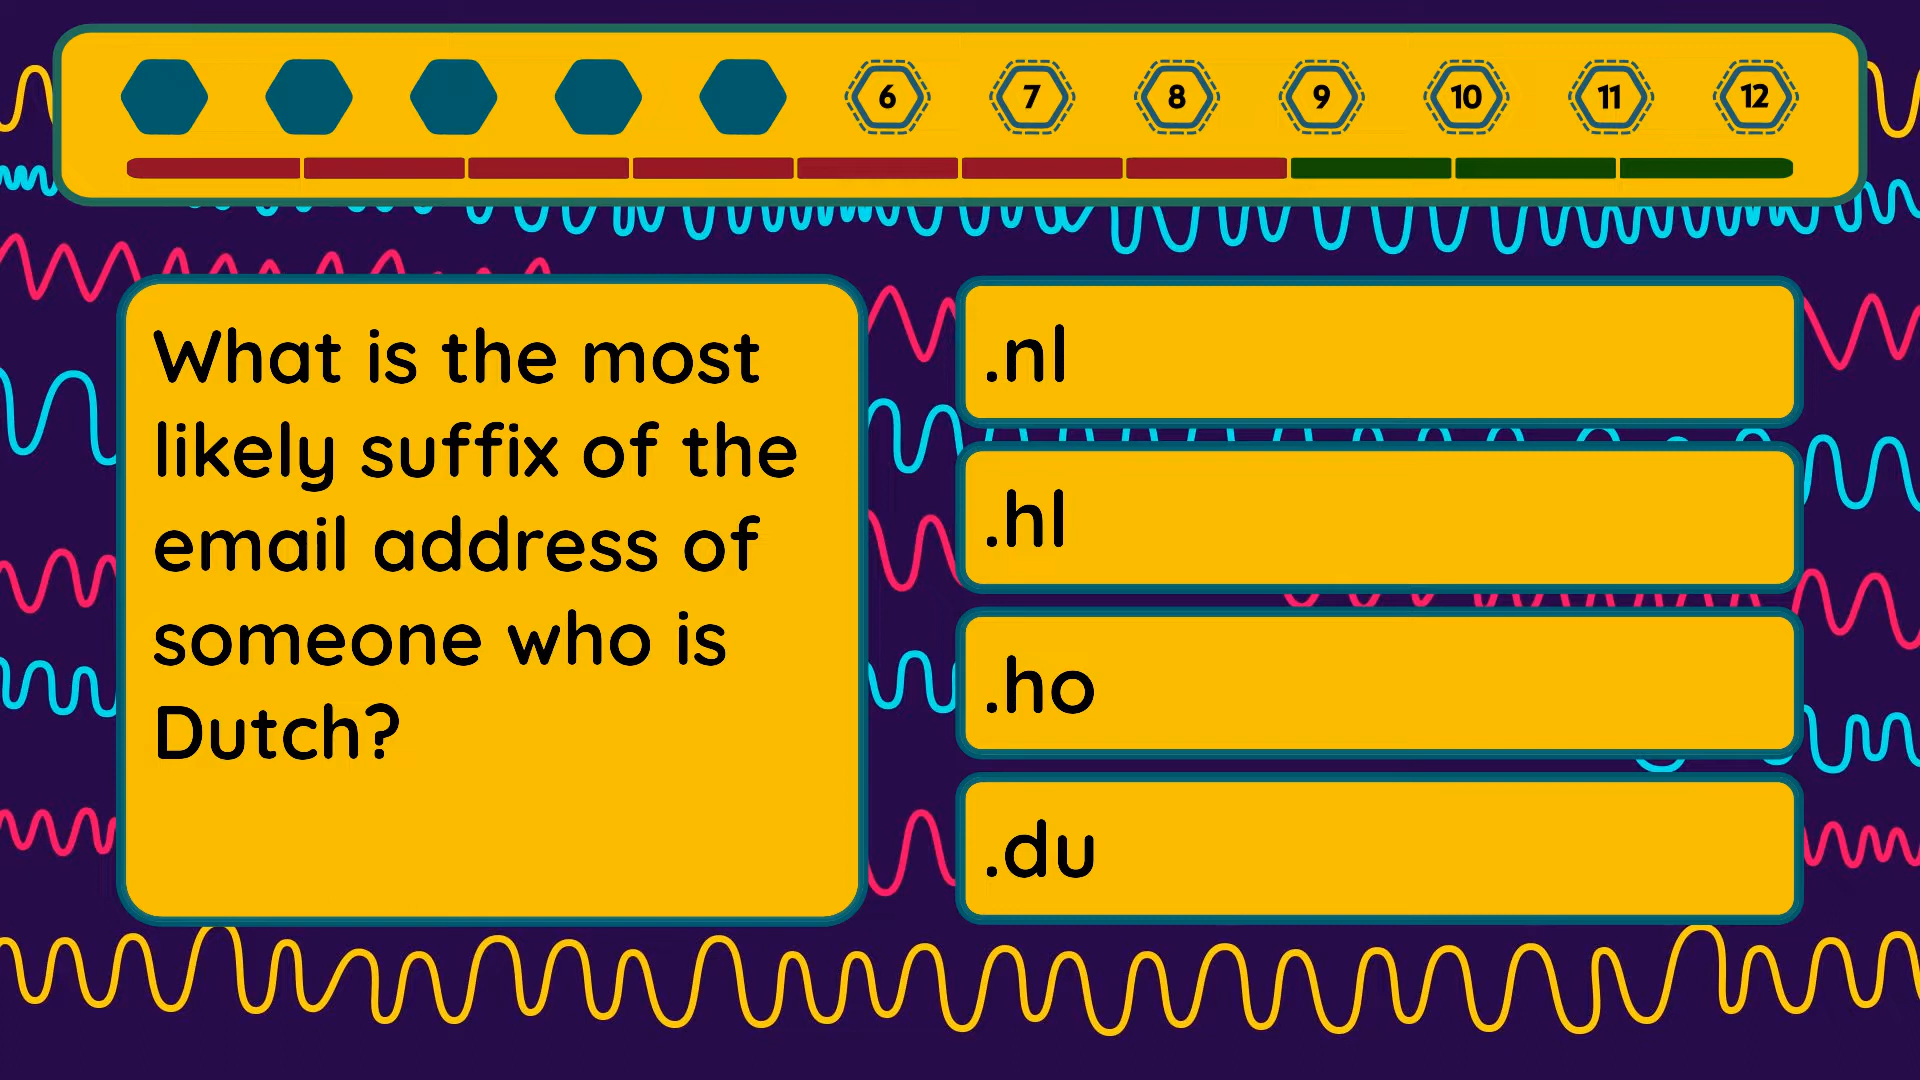 6 7 8 9 10 11 12
What is the most
likely suffix of the
email address of
someone who is
Dutch?
.nl
.hl
.ho
.du